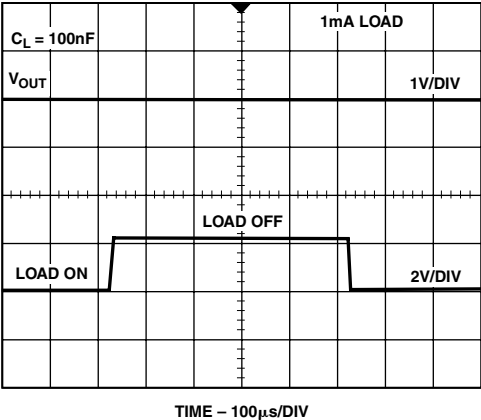 1mA LOAD
C_L = 100nF
V_OUT
1V/DIV
LOAD OFF
LOAD ON
2V/DIV
TIME – 100μs/DIV